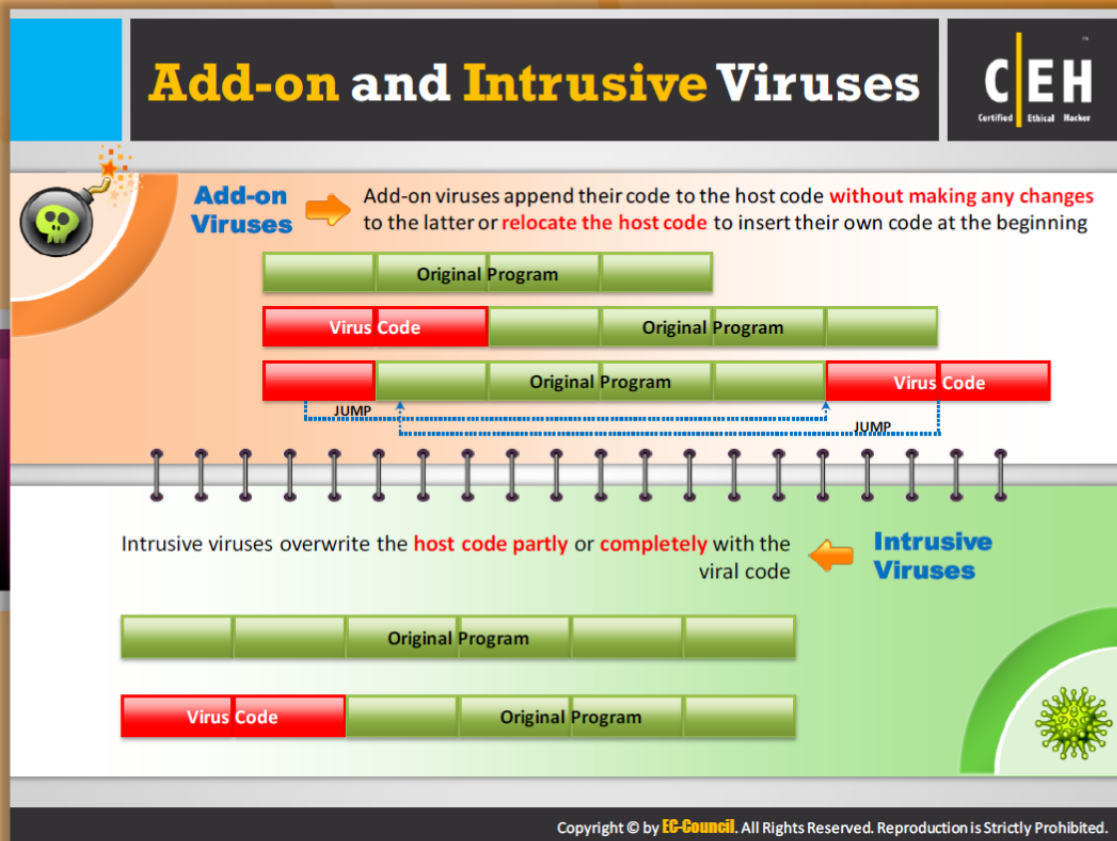 Add-on and Intrusive Viruses
CEH
Certified Ethical Hacker
™
Add-on
Viruses
Add-on viruses append their code to the host code without making any changes
to the latter or relocate the host code to insert their own code at the beginning
Original Program
Virus Code
Original Program
Original Program
Virus Code
JUMP
JUMP
Intrusive viruses overwrite the host code partly or completely with the
viral code
Intrusive
Viruses
Original Program
Virus Code
Original Program
Copyright © by EC-Council. All Rights Reserved. Reproduction is Strictly Prohibited.